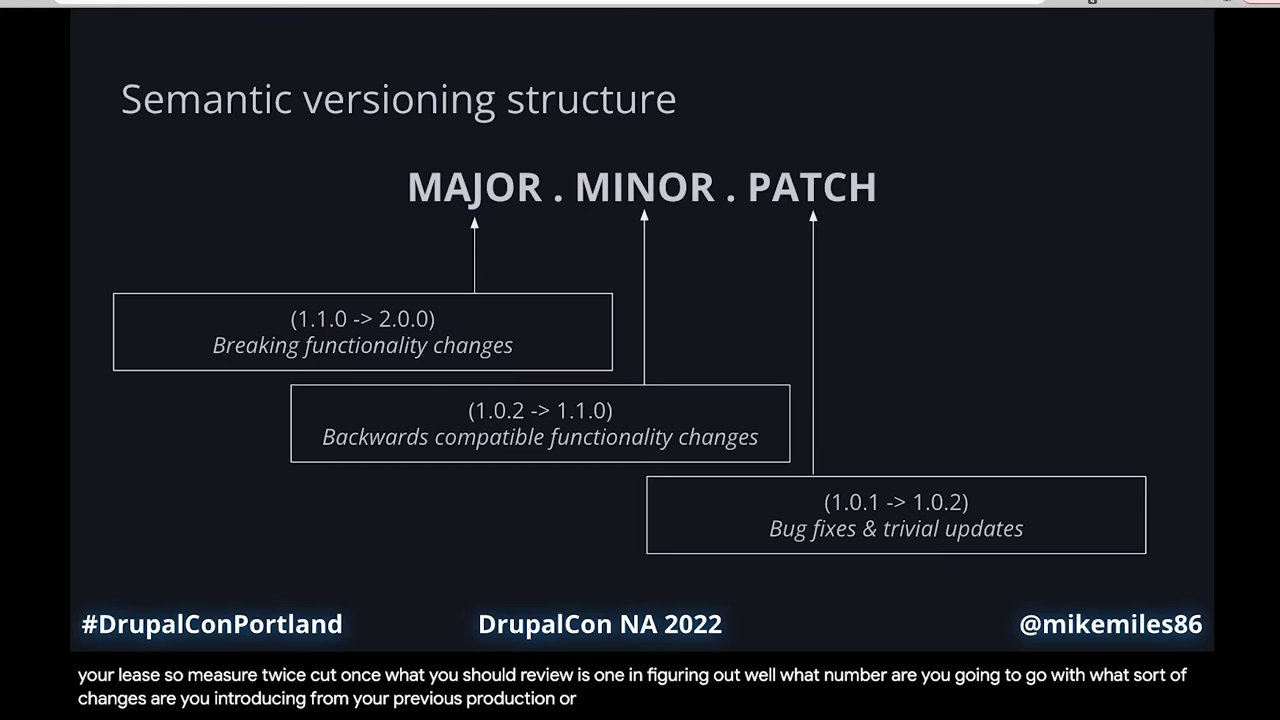 Semantic versioning structure
MAJOR . MINOR . PATCH
(1.1.0 -> 2.0.0)
Breaking functionality changes
(1.0.2 -> 1.1.0)
Backwards compatible functionality changes
(1.0.1 -> 1.0.2)
Bug fixes & trivial updates
#DrupalConPortland DrupalCon NA 2022 @mikemiles86
your lease so measure twice cut once what you should review is one in figuring out well what number are you going to go with what sort of
changes are you introducing from your previous production or